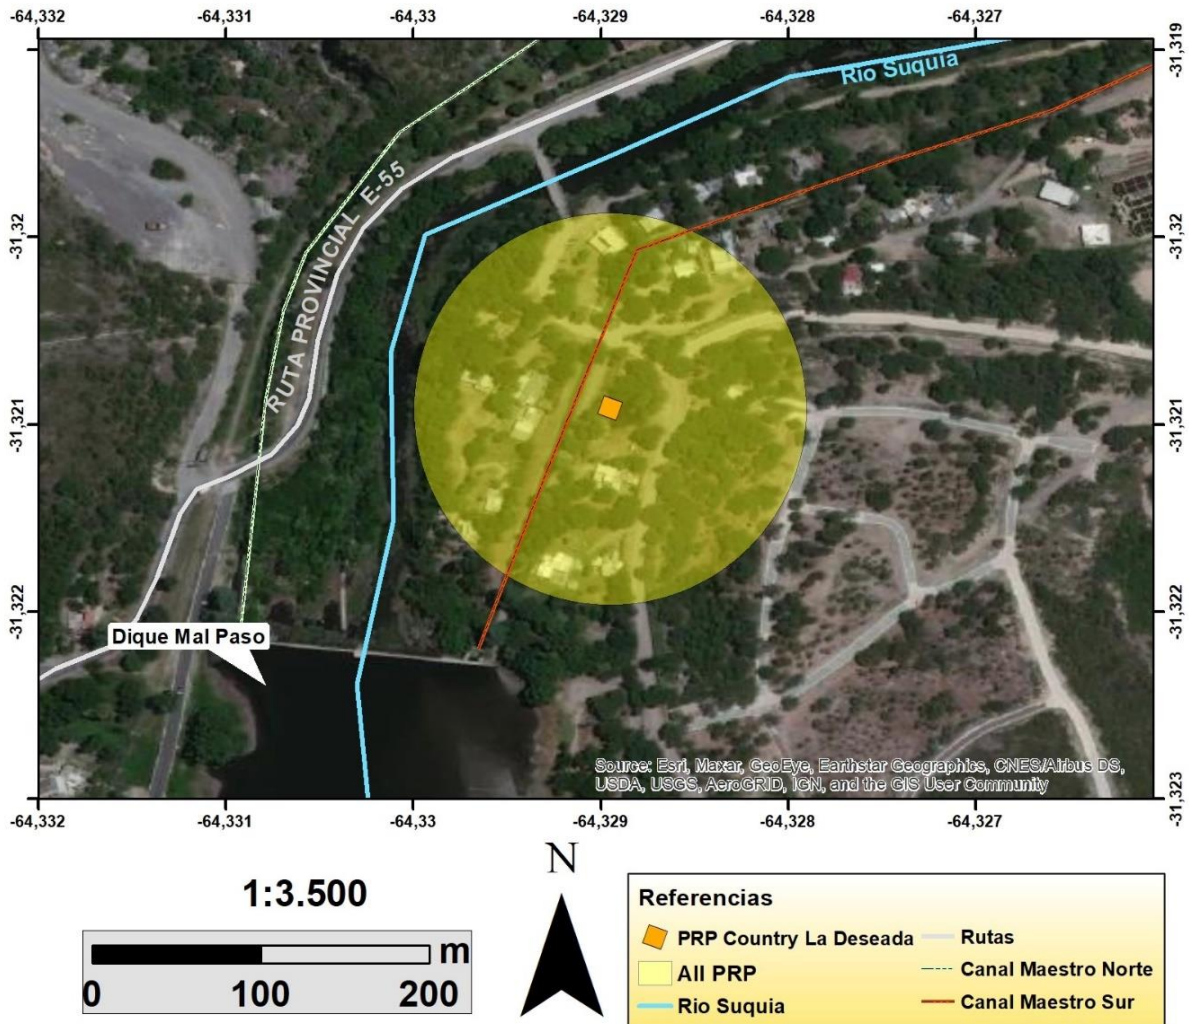 -64,332 -64,331 -64,33 -64,329 -64,328 -64,327
-31,319
Rio Suquia
RUTA PROVINCIAL E-55
-31,32 -31,32
-31,321 -31,321
-31,322 -31,322
Dique Mal Paso
Source: Esri, Maxar, GeoEye, Earthstar Geographics, CNES/Airbus DS,
USDA, USGS, AeroGRID, IGN, and the GIS User Community
-31,323
-64,332 -64,331 -64,33 -64,329 -64,328 -64,327
N
1:3.500
m
0 100 200
Referencias
PRP Country La Deseada
AII PRP
Rio Suquia
Rutas
Canal Maestro Norte
Canal Maestro Sur